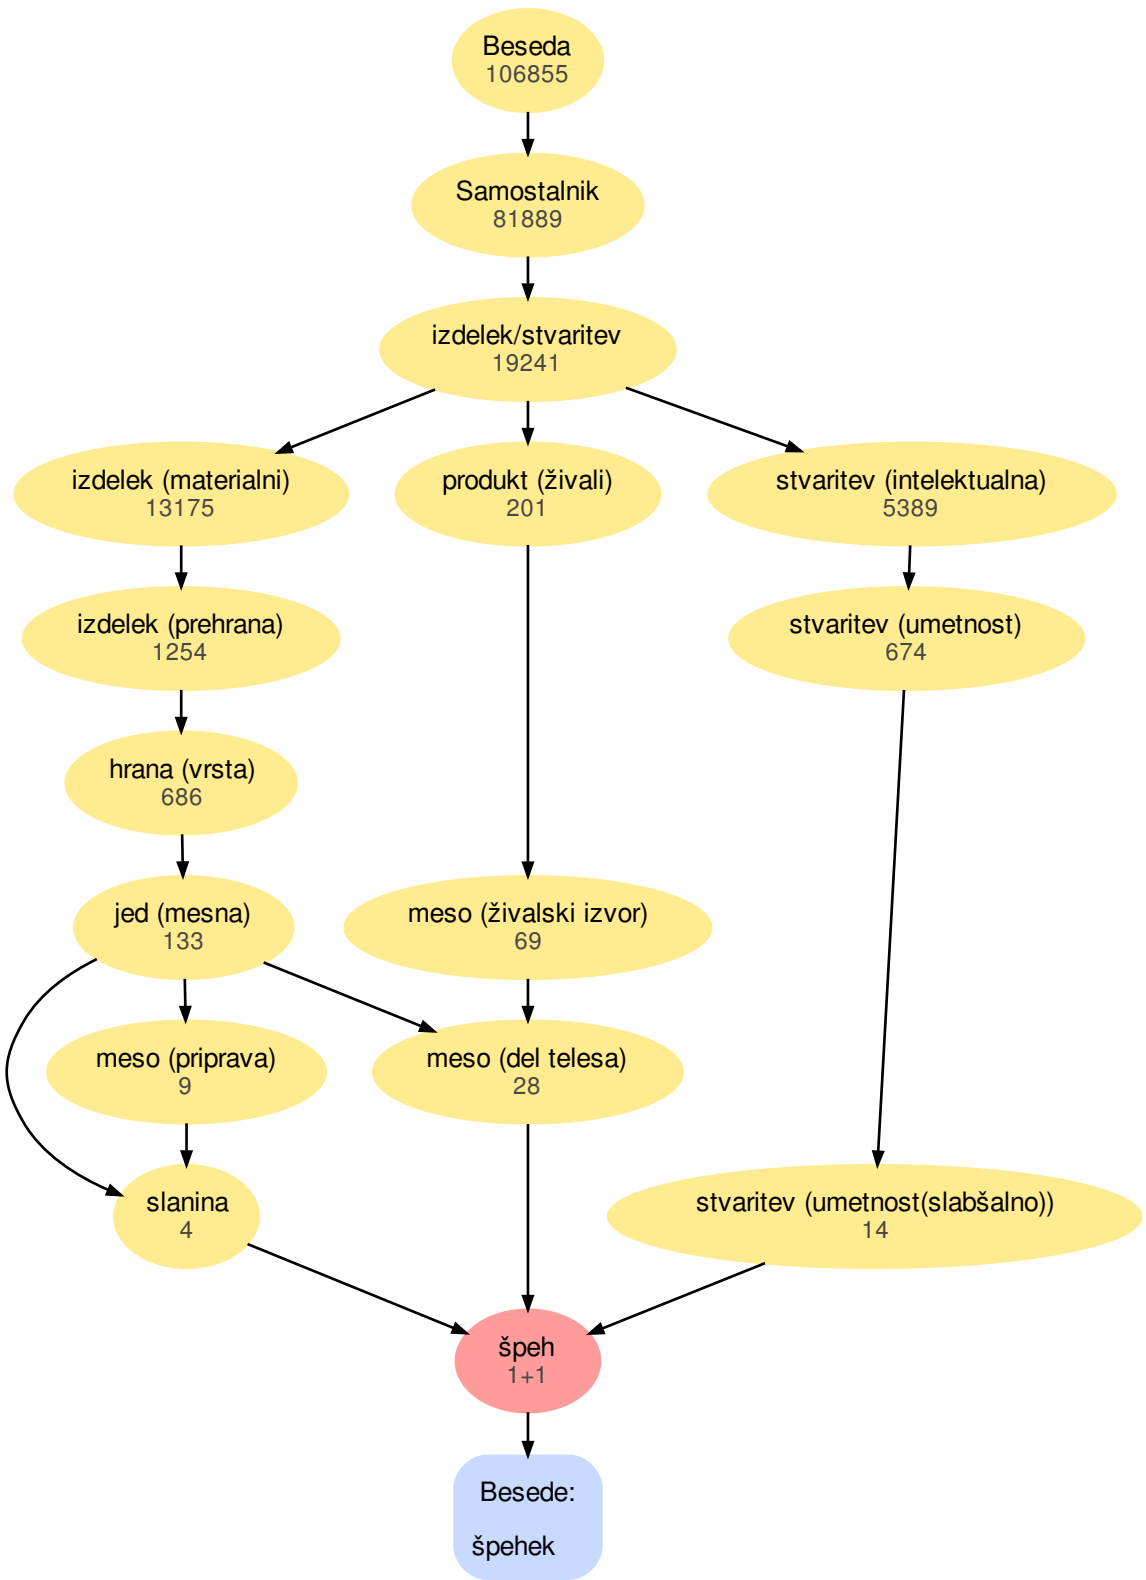 Beseda
106855
Samostalnik
81889
izdelek/stvaritev
19241
izdelek (materialni)
13175
produkt (živali)
201
stvaritev (intelektualna)
5389
izdelek (prehrana)
1254
stvaritev (umetnost)
674
hrana (vrsta)
686
jed (mesna)
133
meso (živalski izvor)
69
meso (priprava)
9
meso (del telesa)
28
slanina
4
stvaritev (umetnost(slabšalno))
14
špeh
1+1
Besede:
špehek